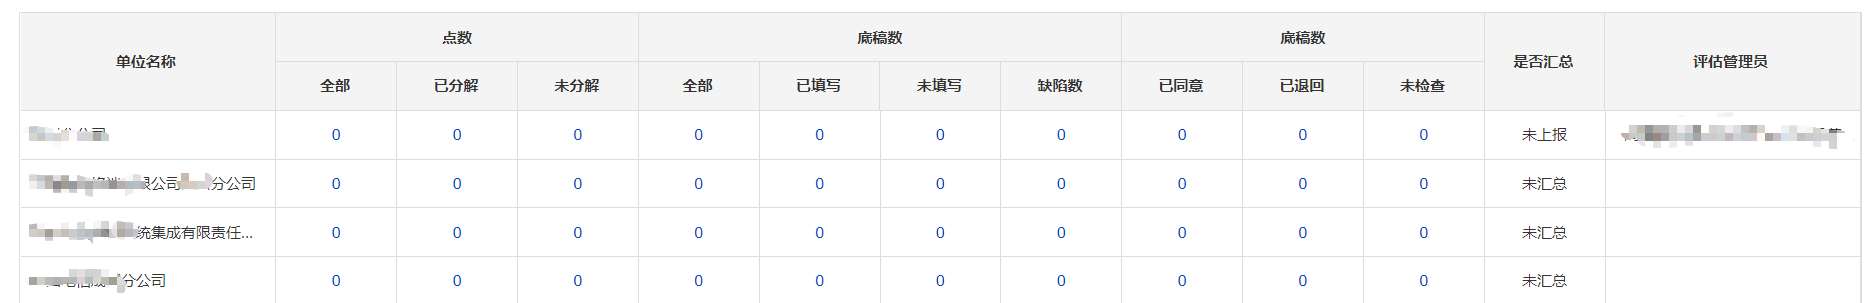 点数 底稿数 底稿数
单位名称 是否汇总 评估管理员
全部 已分解 未分解 全部 已填写 未填写 缺陷数 已同意 已退回 未检查
公司 0 0 0 0 0 0 0 0 0 0 未上报
限公司 分公司 0 0 0 0 0 0 0 0 0 0 未汇总
统集成有限责任... 0 0 0 0 0 0 0 0 0 0 未汇总
分公司 0 0 0 0 0 0 0 0 0 0 未汇总